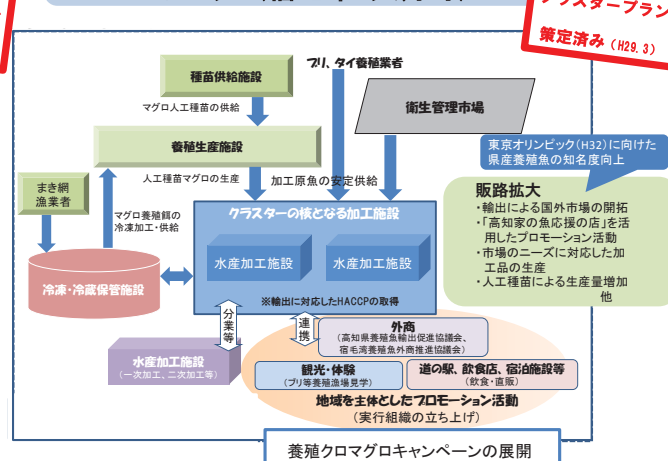 クラスタープラン
策定済み（H29.3）
種苗供給施設
ブリ、タイ養殖業者
マグロ人工種苗の供給
衛生管理市場
養殖生産施設
東京オリンピック（H32）に向けた
県産養殖魚の知名度向上
人工種苗マグロの生産
加工原魚の安定供給
まき網
漁業者
マグロ養殖餌の
冷凍加工・供給
販路拡大
・輸出による国外市場の開拓
・「高知家の魚応援の店」を活
用したプロモーション活動
・市場のニーズに対応した加
工品の生産
・人工種苗による生産量増加
他
クラスターの核となる加工施設
水産加工施設
水産加工施設
冷凍・冷蔵保管施設
※輸出に対応したHACCPの取得
分業等
連携
外商
（高知県養殖魚輸出促進協議会、
宿毛湾養殖魚外商推進協議会）
水産加工施設
（一次加工、二次加工等）
観光・体験
（ブリ等養殖漁場見学）
道の駅、飲食店、宿泊施設等
（飲食・直販）
地域を主体としたプロモーション活動
（実行組織の立ち上げ）
養殖クロマグロキャンペーンの展開